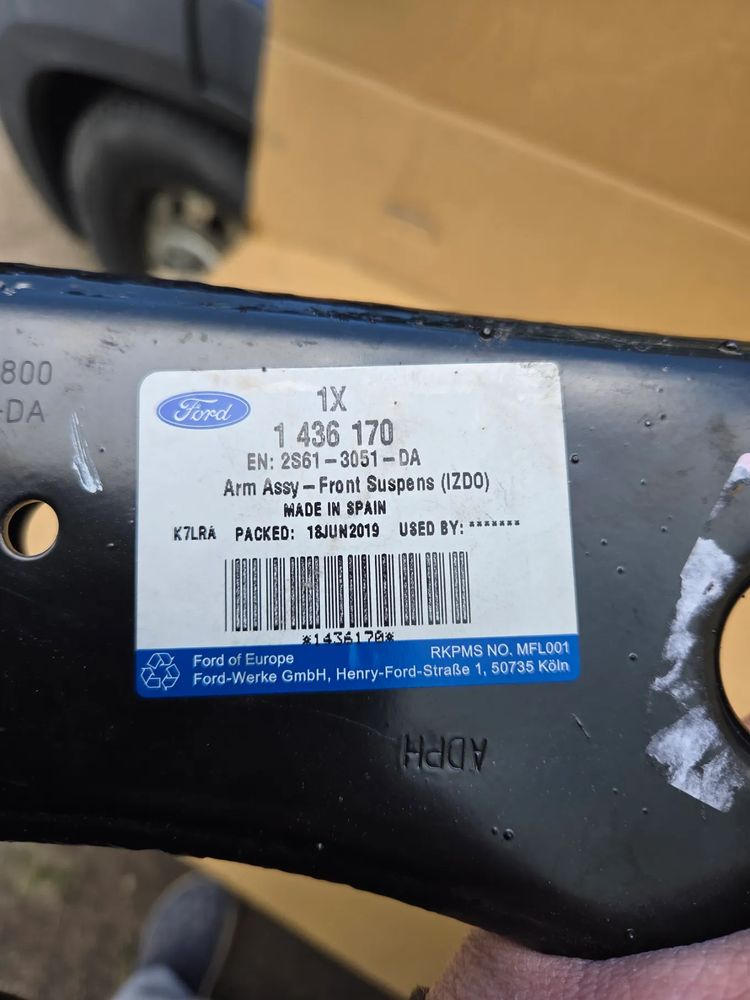 800
-DA
Ford
1X
1 436 170
EN: 2S61-3051-DA
Arm Assy-Front Suspens (IZDO)
MADE IN SPAIN
K7LRA PACKED: 18JUN2019 USED BY: *******
*1436170*
Ford of Europe
RKPMS NO. MFL001
Ford-Werke GmbH, Henry-Ford-Straße 1, 50735 Köln